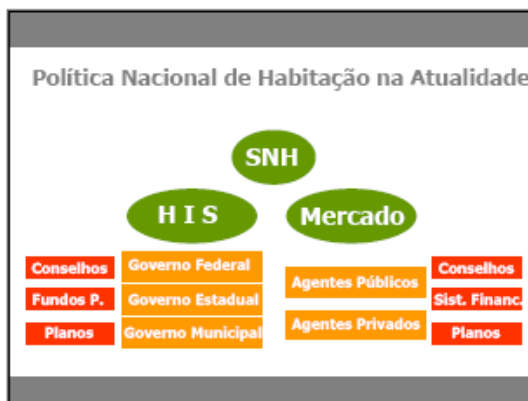 Política Nacional de Habitação na Atualidade
SNH
H I S
Mercado
Conselhos
Governo Federal
Fundos P.
Governo Estadual
Planos
Governo Municipal
Agentes Públicos
Agentes Privados
Conselhos
Sist. Financ.
Planos